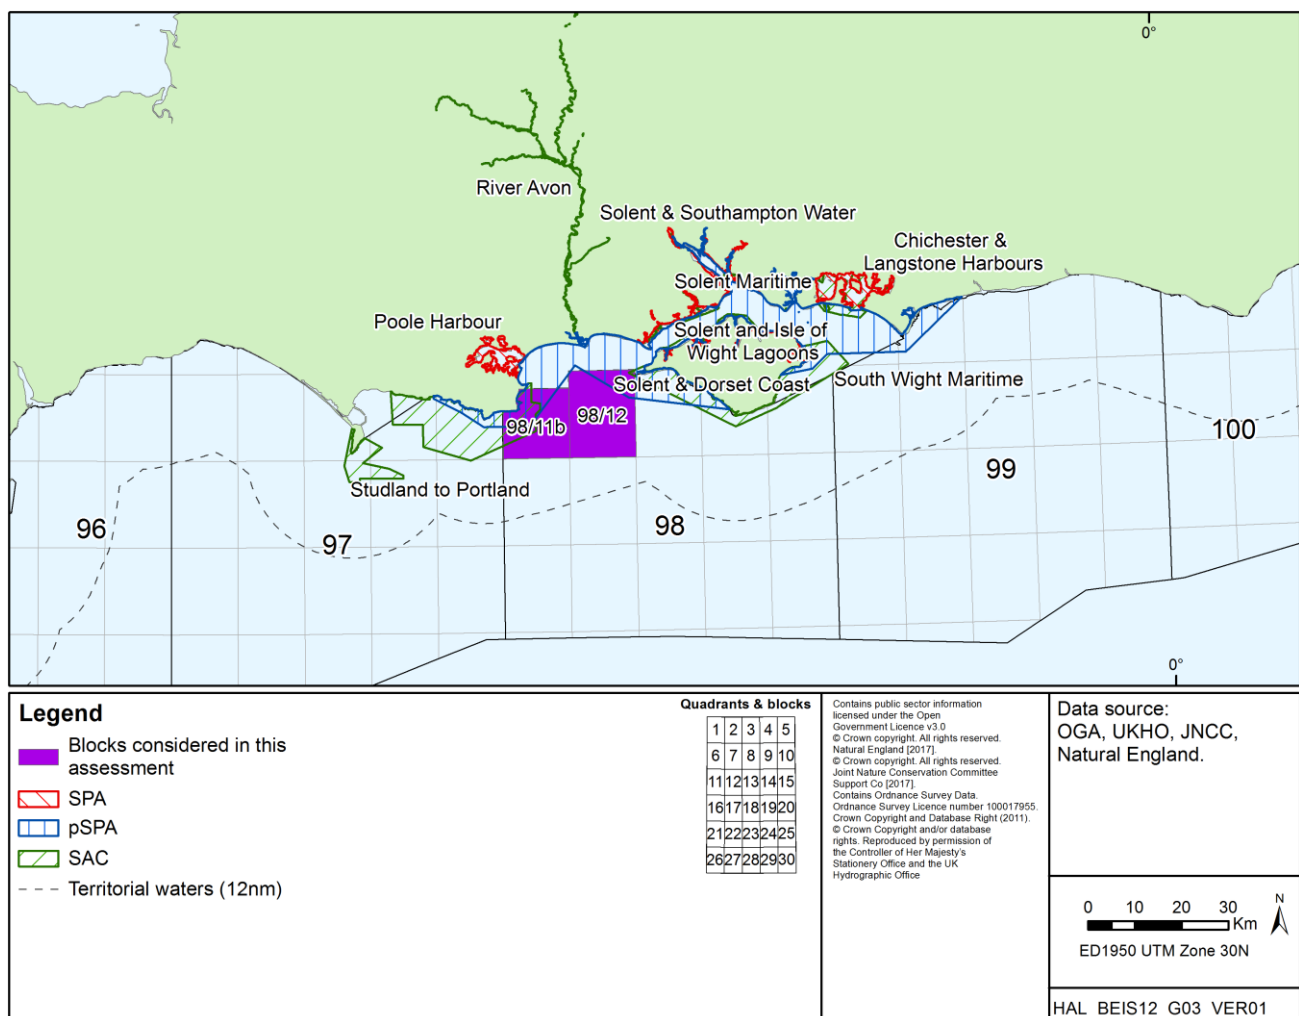 0°
River Avon
Solent & Southampton Water
Chichester &
Langstone Harbours
Solent Maritime
Poole Harbour
Solent and Isle of
Wight Lagoons
Solent & Dorset Coast
South Wight Maritime
98/12
98/11b
100
99
Studland to Portland
98
96
97
0°
Legend
Blocks considered in this
assessment
SPA
pSPA
SAC
Territorial waters (12nm)
Quadrants & blocks
1 2 3 4 5
6 7 8 9 10
11 12 13 14 15
16 17 18 19 20
21 22 23 24 25
26 27 28 29 30
Contains public sector information
licensed under the Open
Government Licence v3.0
© Crown copyright. All rights reserved.
Natural England [2017].
© Crown copyright. All rights reserved.
Joint Nature Conservation Committee
Support Co [2017].
Contains Ordnance Survey Data.
Ordnance Survey Licence number 100017955.
Crown Copyright and Database Right (2011).
© Crown Copyright and/or database
rights. Reproduced by permission of
the Controller of Her Majesty's
Stationery Office and the UK
Hydrographic Office
Data source:
OGA, UKHO, JNCC,
Natural England.
0 10 20 30
Km
N
ED1950 UTM Zone 30N
HAL_BEIS12_G03_VER01